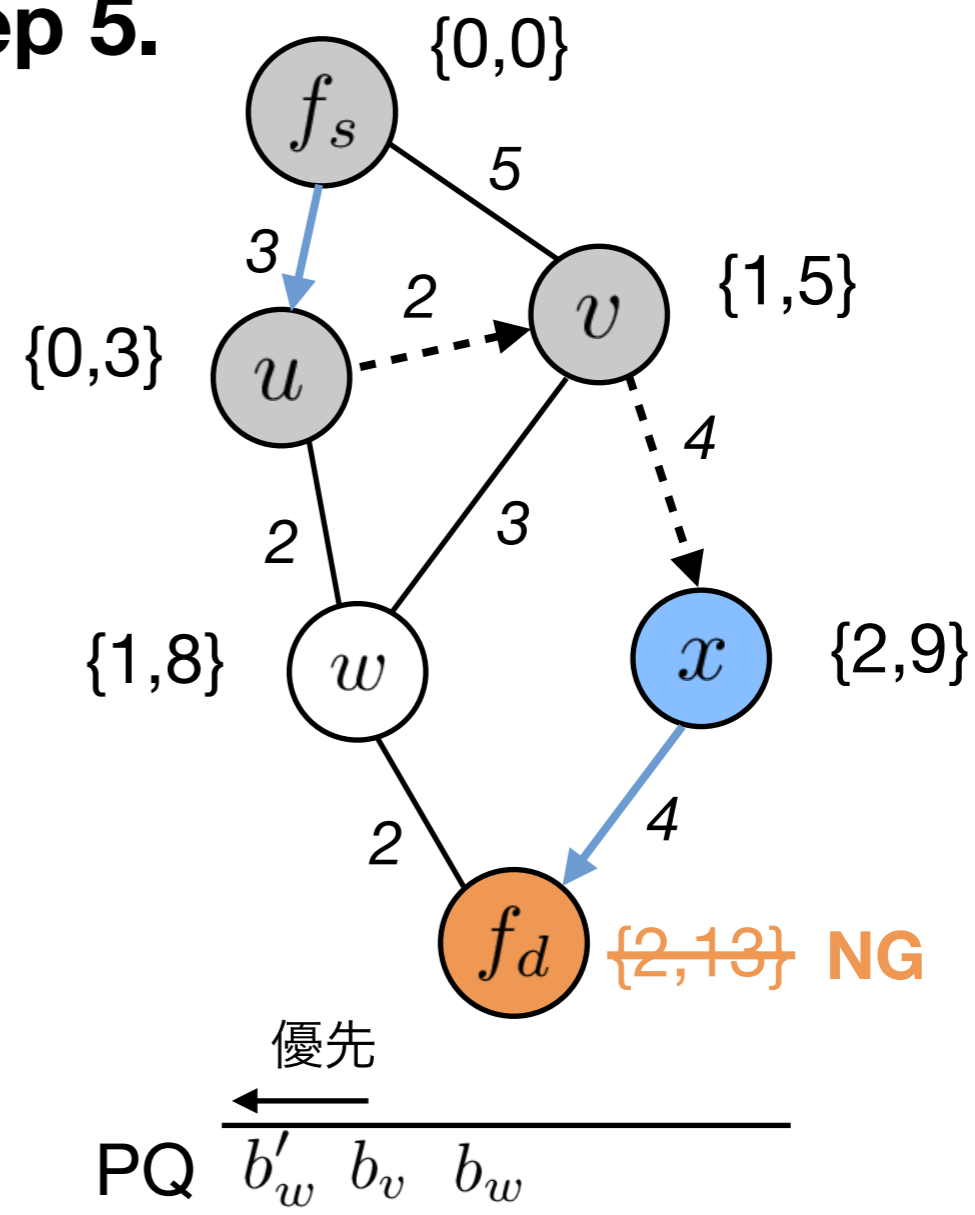 ep 5.
{0,0}
f_s
5
3
2
{1,5}
v
{0,3}
u
4
2
3
{1,8}
w
x
{2,9}
2
4
f_d
{2,13} NG
優先
PQ b'_w b_v b_w